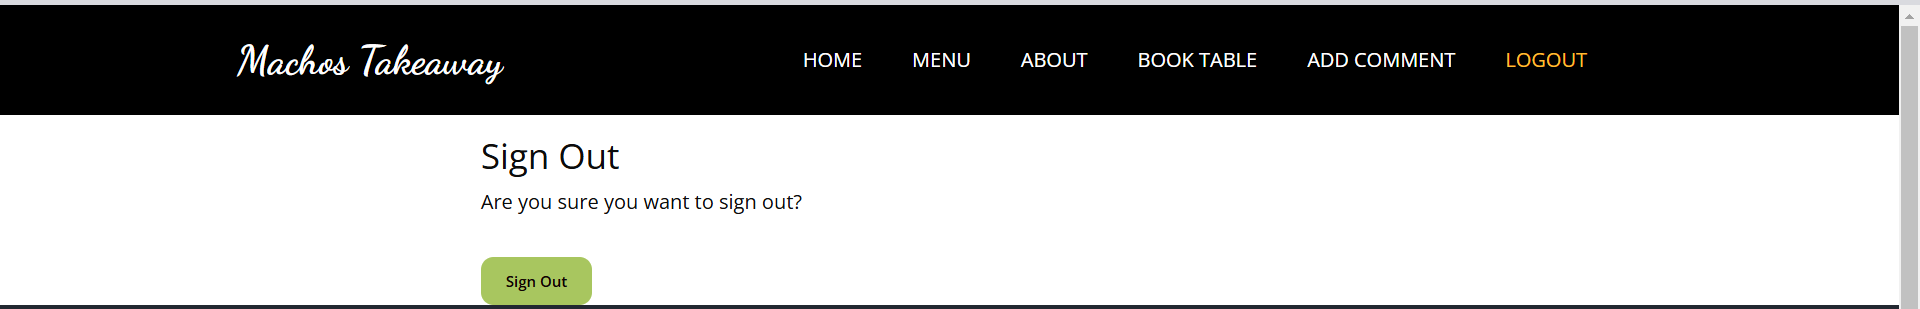 Machos Takeaway HOME MENU ABOUT BOOK TABLE ADD COMMENT LOGOUT
Sign Out
Are you sure you want to sign out?
Sign Out